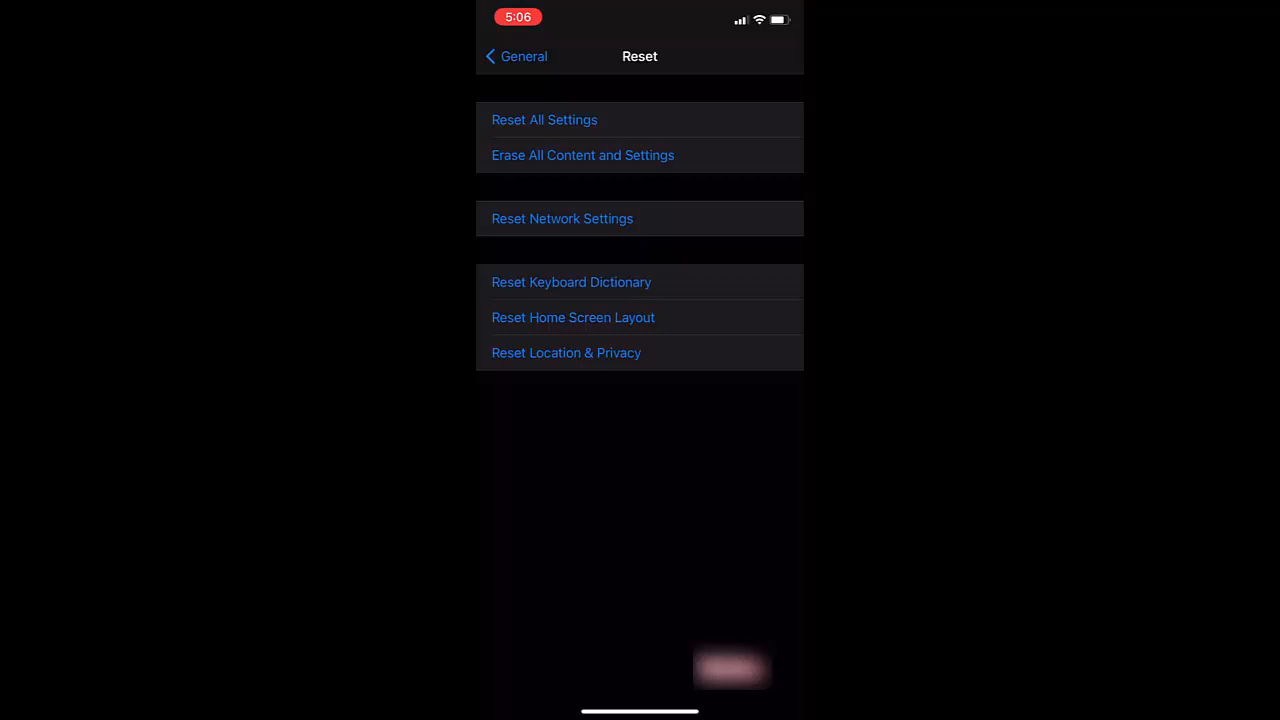 5:06
General
Reset
Reset All Settings
Erase All Content and Settings
Reset Network Settings
Reset Keyboard Dictionary
Reset Home Screen Layout
Reset Location & Privacy